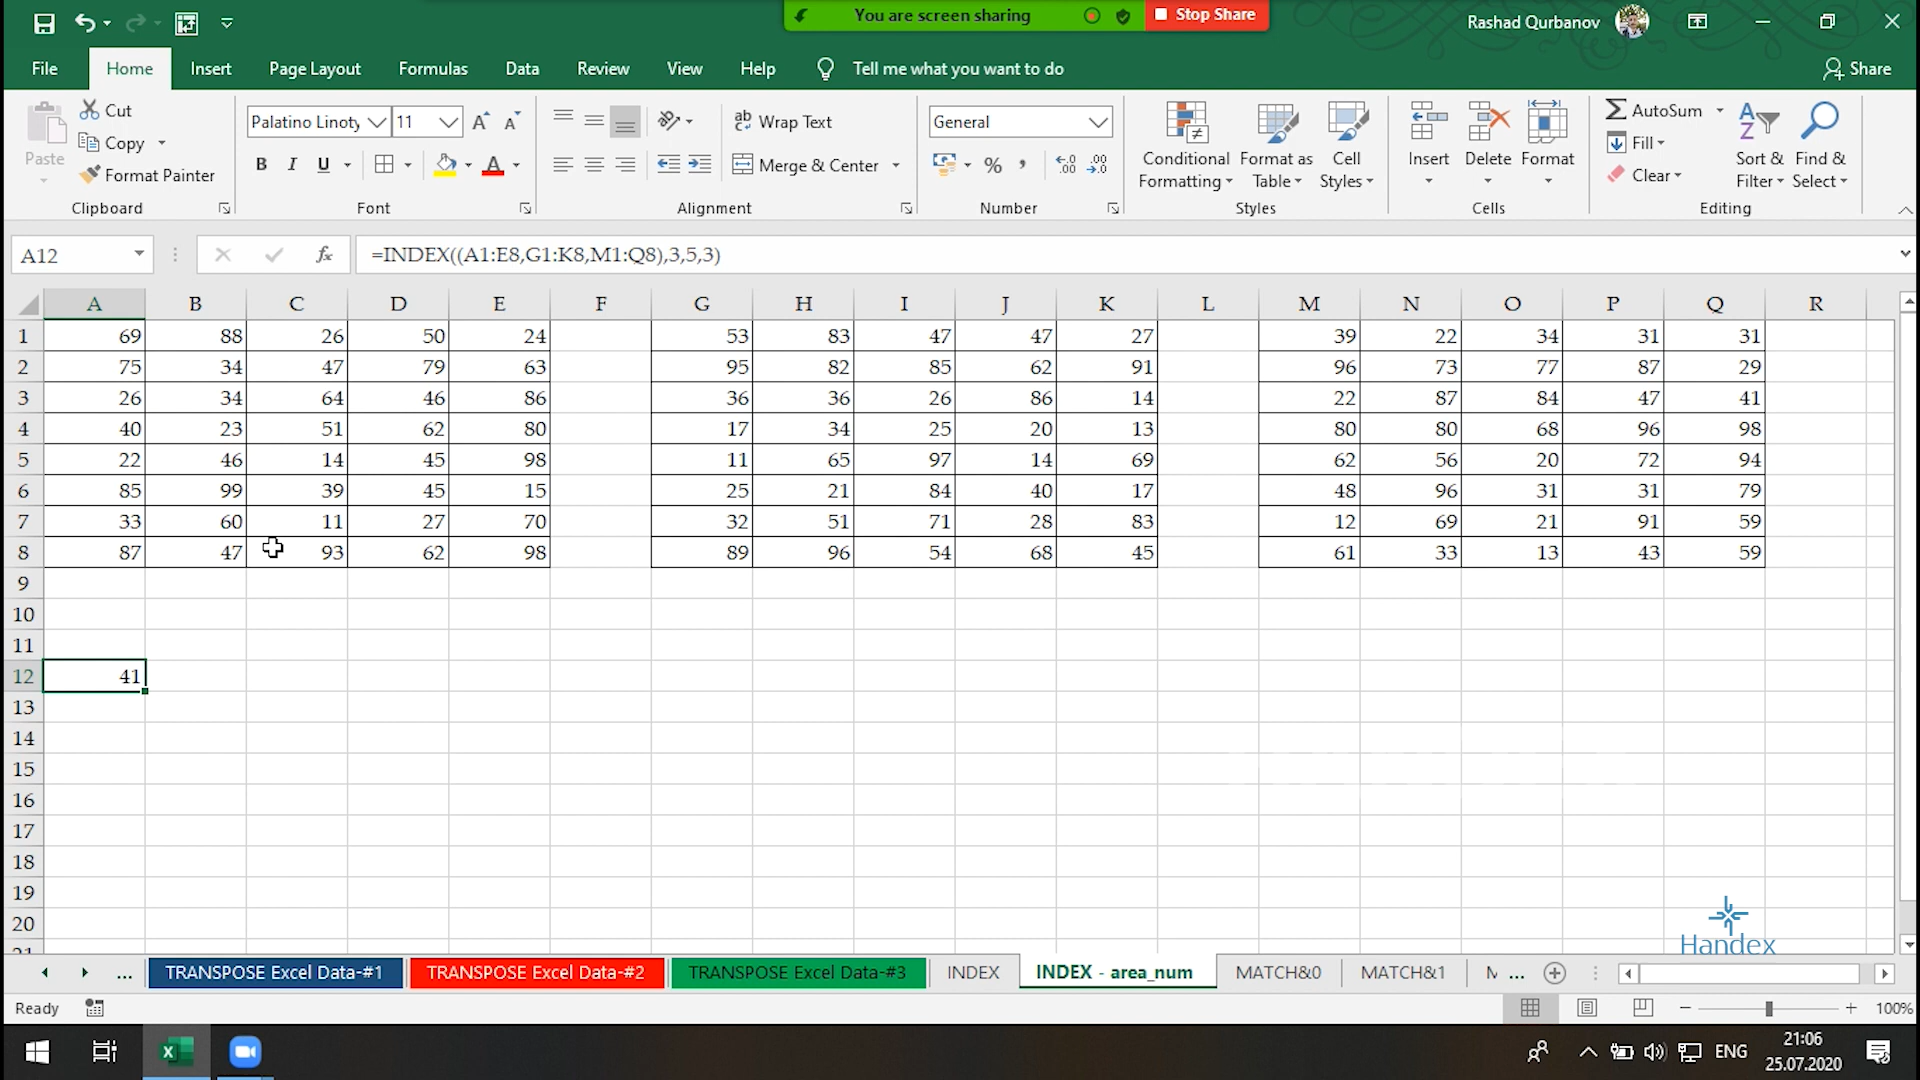 You are screen sharing Stop Share Rashad Qurbanov
File Home Insert Page Layout Formulas Data Review View Help Tell me what you want to do Share
Paste Cut Copy Format Painter Clipboard
Palatino Linoty 11 B I U A Font
Wrap Text Merge & Center Alignment
General % , Number
Conditional Formatting Format as Table Cell Styles Styles
Insert Delete Format Cells
AutoSum Fill Clear Sort & Filter Find & Select Editing
A12 fx =INDEX((A1:E8,G1:K8,M1:Q8),3,5,3)
A B C D E F G H I J K L M N O P Q R
1 69 88 26 50 24 53 83 47 47 27 39 22 34 31 31
2 75 34 47 79 63 95 82 85 62 91 96 73 77 87 29
3 26 34 64 46 86 36 36 26 86 14 22 87 84 47 41
4 40 23 51 62 80 17 34 25 20 13 80 80 68 96 98
5 22 46 14 45 98 11 65 97 14 69 62 56 20 72 94
6 85 99 39 45 15 25 21 84 40 17 48 96 31 31 79
7 33 60 11 27 70 32 51 71 28 83 12 69 21 91 59
8 87 47 93 62 98 89 96 54 68 45 61 33 13 43 59
9
10
11
12 41
13
14
15
16
17
18
19
20
Handex
... TRANSPOSE Excel Data-#1 TRANSPOSE Excel Data-#2 TRANSPOSE Excel Data-#3 INDEX INDEX - area_num MATCH&0 MATCH&1 ...
Ready 100%
ENG 21:06
25.07.2020